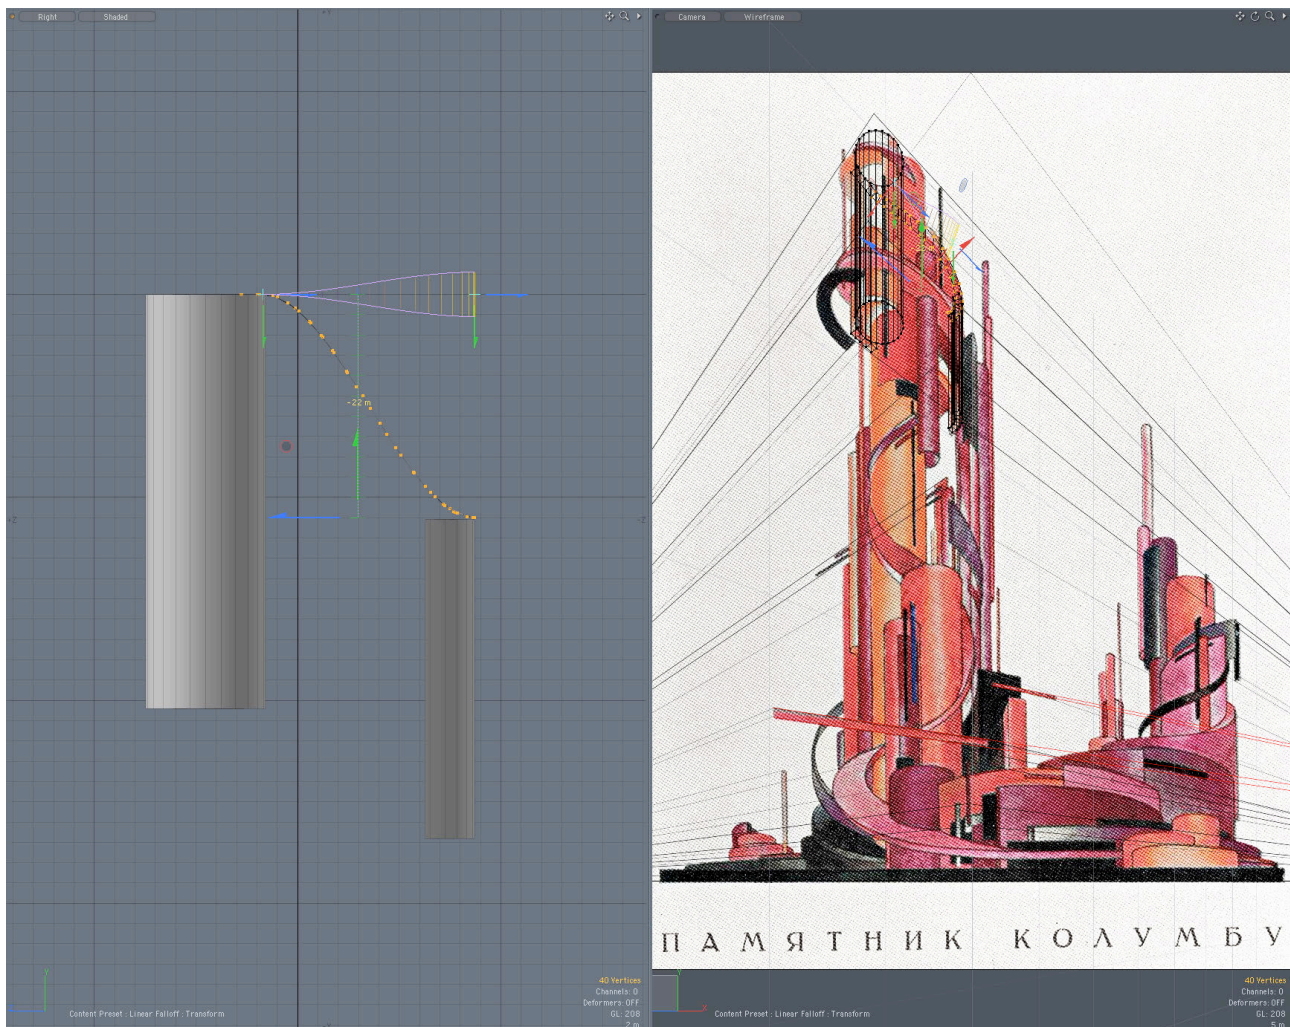 Right Shaded
-22 m
40 Vertices
Channels: 0
Deformers: OFF
GL: 208
2 m
Content Preset : Linear Falloff : Transform
Camera Wireframe
ПАМЯТНИК КОЛУМБУ
40 Vertices
Channels: 0
Deformers: OFF
GL: 208
5 m
Content Preset : Linear Falloff : Transform